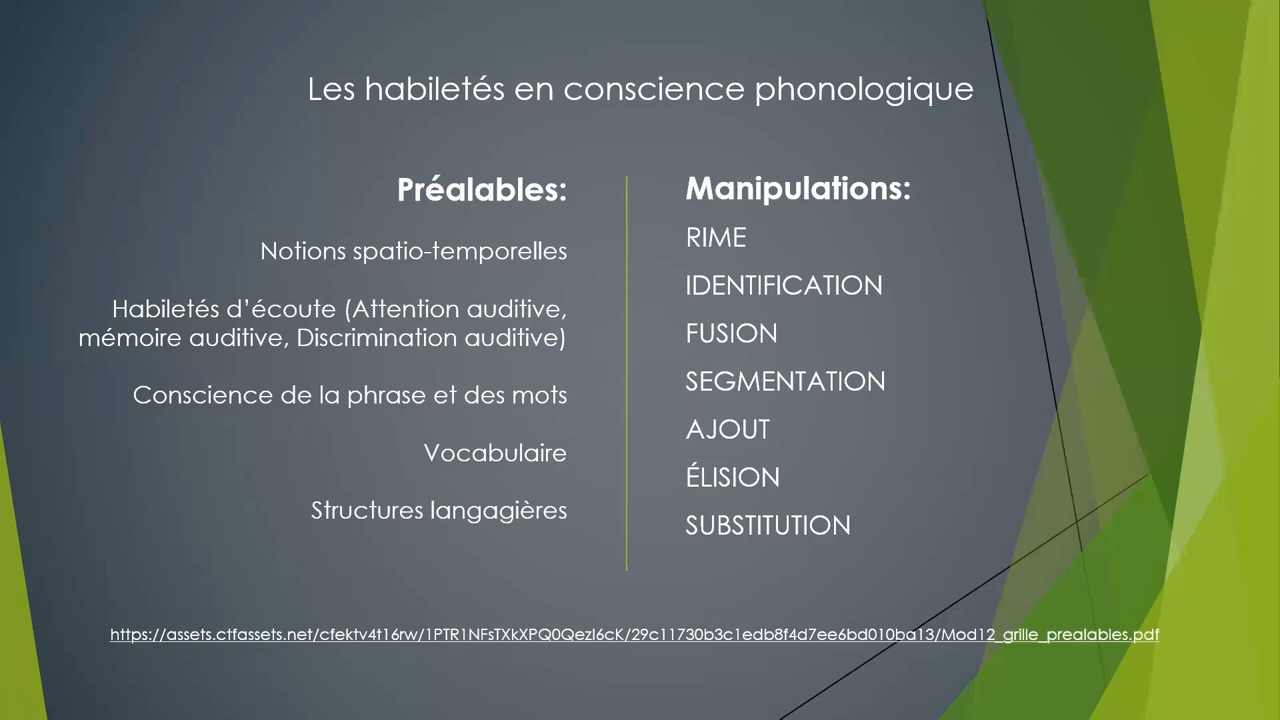 Les habiletés en conscience phonologique
Préalables:
Notions spatio-temporelles
Habiletés d’écoute (Attention auditive,
mémoire auditive, Discrimination auditive)
Conscience de la phrase et des mots
Vocabulaire
Structures langagières
Manipulations:
RIME
IDENTIFICATION
FUSION
SEGMENTATION
AJOUT
ÉLISION
SUBSTITUTION
https://assets.ctfassets.net/cfektv4t16rw/1PTR1NFsTXkXPQ0QezI6cK/29c11730b3c1edb8f4d7ee6bd010ba13/Mod12_grille_prealables.pdf